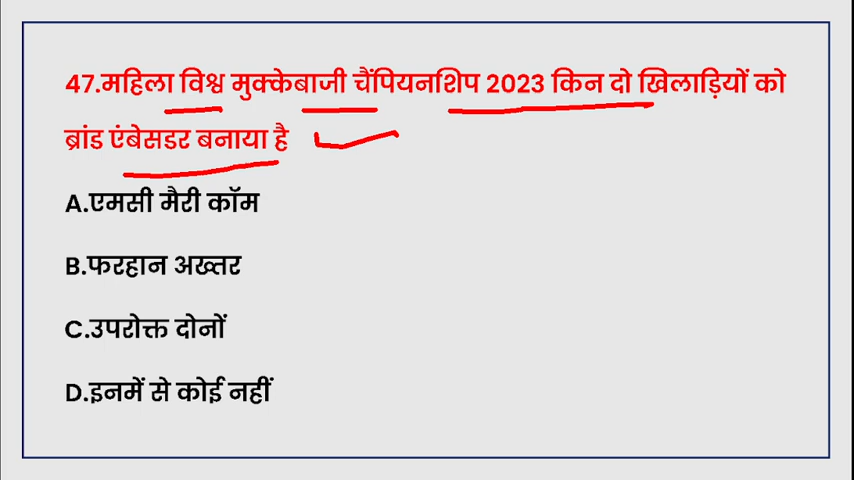 47.महिला विश्व मुक्केबाजी चैंपियनशिप 2023 किन दो खिलाड़ियों को
ब्रांड एंबेसडर बनाया है
A.एमसी मैरी कॉम
B.फरहान अख्तर
C.उपरोक्त दोनों
D.इनमें से कोई नहीं